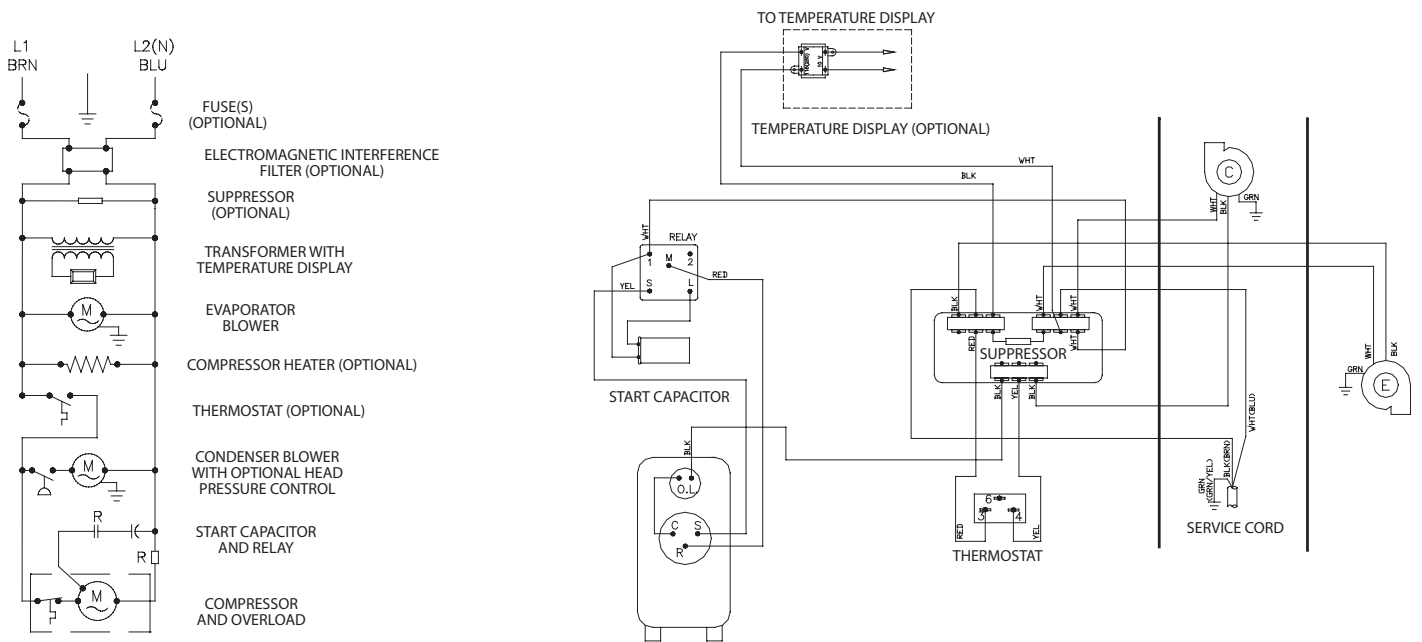 L1
BRN
L2(N)
BLU
FUSE(S)
(OPTIONAL)
ELECTROMAGNETIC INTERFERENCE
FILTER (OPTIONAL)
SUPPRESSOR
(OPTIONAL)
TRANSFORMER WITH
TEMPERATURE DISPLAY
M
EVAPORATOR
BLOWER
COMPRESSOR HEATER (OPTIONAL)
THERMOSTAT (OPTIONAL)
M
CONDENSER BLOWER
WITH OPTIONAL HEAD
PRESSURE CONTROL
R
START CAPACITOR
AND RELAY
R
M
COMPRESSOR
AND OVERLOAD
TO TEMPERATURE DISPLAY
10 V
TEMPERATURE DISPLAY (OPTIONAL)
WHT
BLK
WHT
RELAY
1
M
2
RED
YEL
S
L
START CAPACITOR
BLK
O.L.
C
S
R
BLK
WHT
WHT
RED
SUPPRESSOR
WHT
BLK
YEL
BLK
6
3
4
RED
YEL
THERMOSTAT
C
WHT
BLK
GRN
WHT(BLU)
BLK(BRN)
GRN
(GRN/YEL)
SERVICE CORD
WHT
BLK
GRN
E